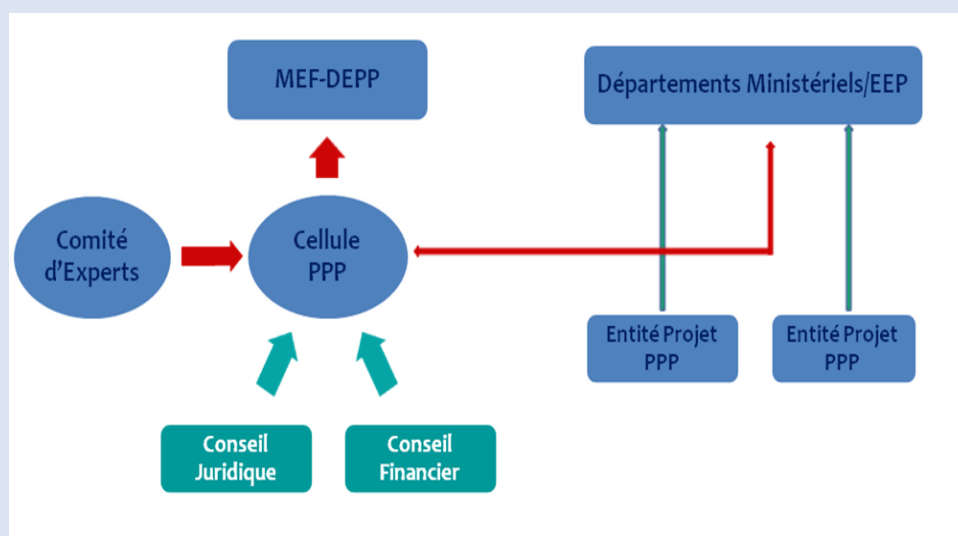 MEF-DEPP
Départements Ministériels/EEP
Comité
d'Experts
Cellule
PPP
Entité Projet
PPP
Entité Projet
PPP
Conseil
Juridique
Conseil
Financier